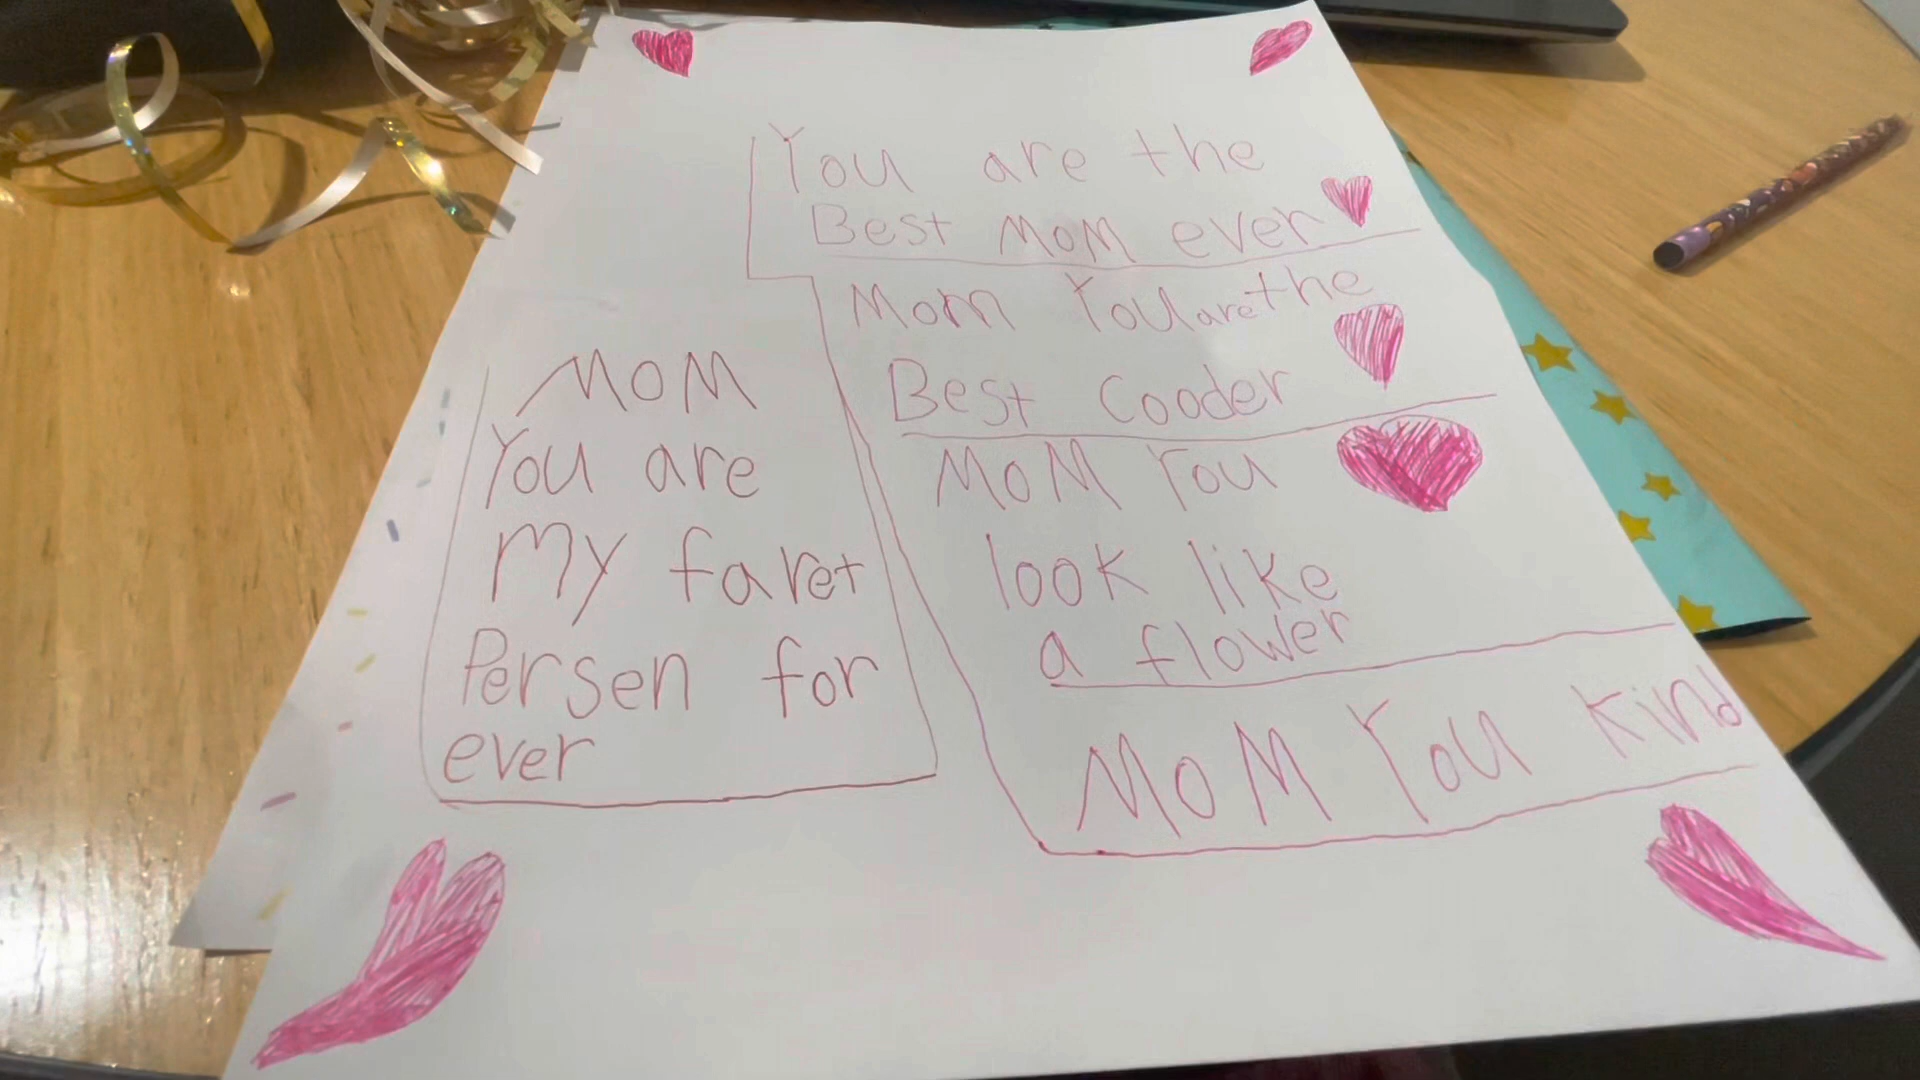 You are the
Best MOM ever
Mom You are the
Best Cooder
MOM You
look like
a flower
MOM You kind
MOM
You are
My faret
Persen for
ever